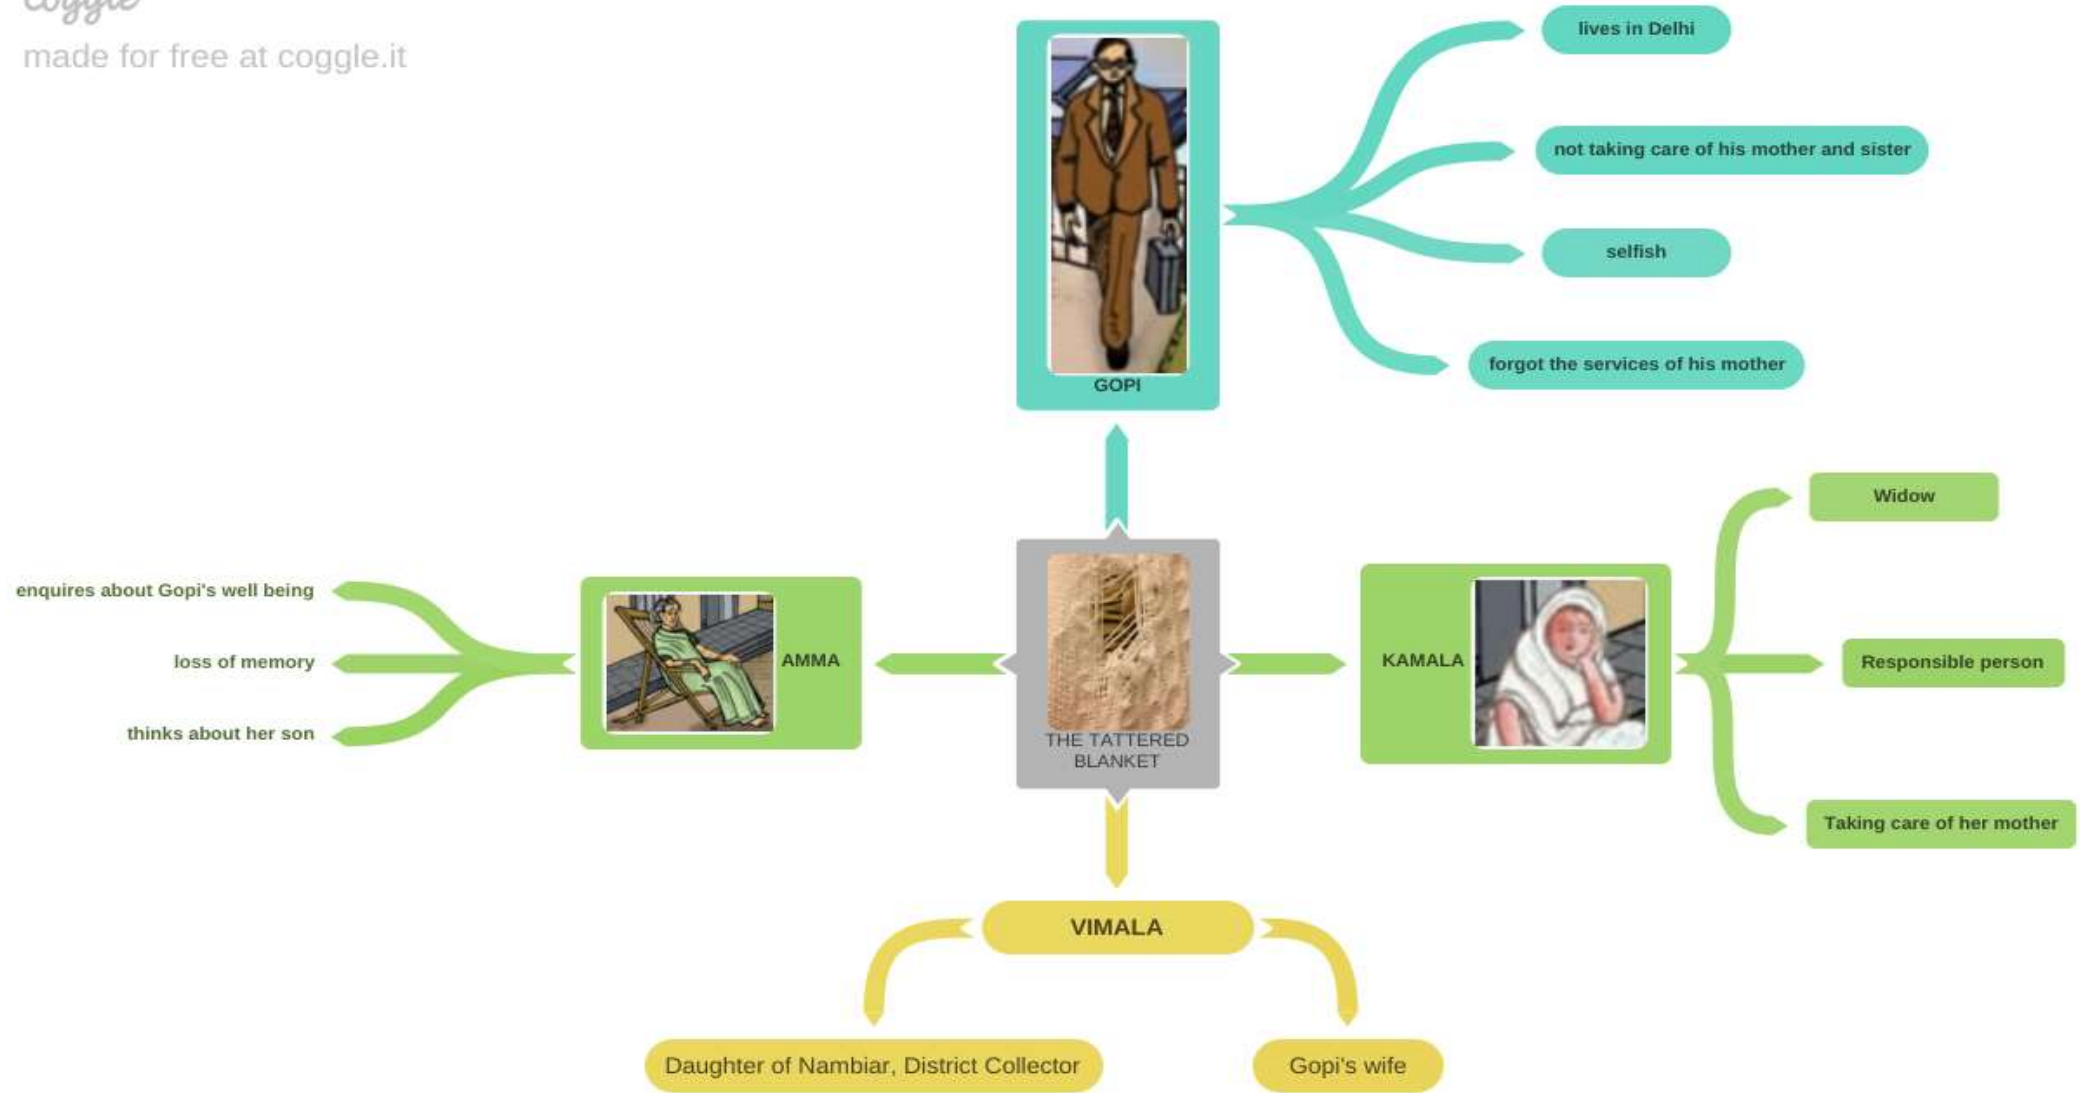 coggle
made for free at coggle.it
GOPI
lives in Delhi
not taking care of his mother and sister
selfish
forgot the services of his mother
THE TATTERED
BLANKET
AMMA
enquires about Gopi's well being
loss of memory
thinks about her son
KAMALA
Widow
Responsible person
Taking care of her mother
VIMALA
Daughter of Nambiar, District Collector
Gopi's wife